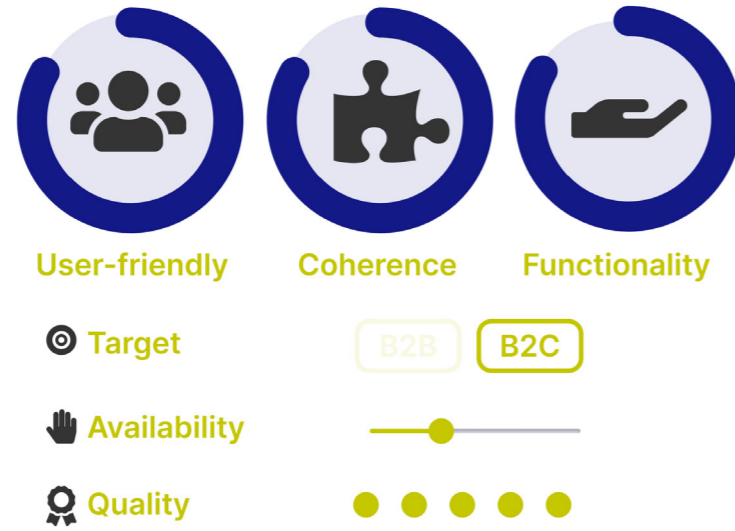 User-friendly Coherence Functionality
Target B2B B2C
Availability
Quality